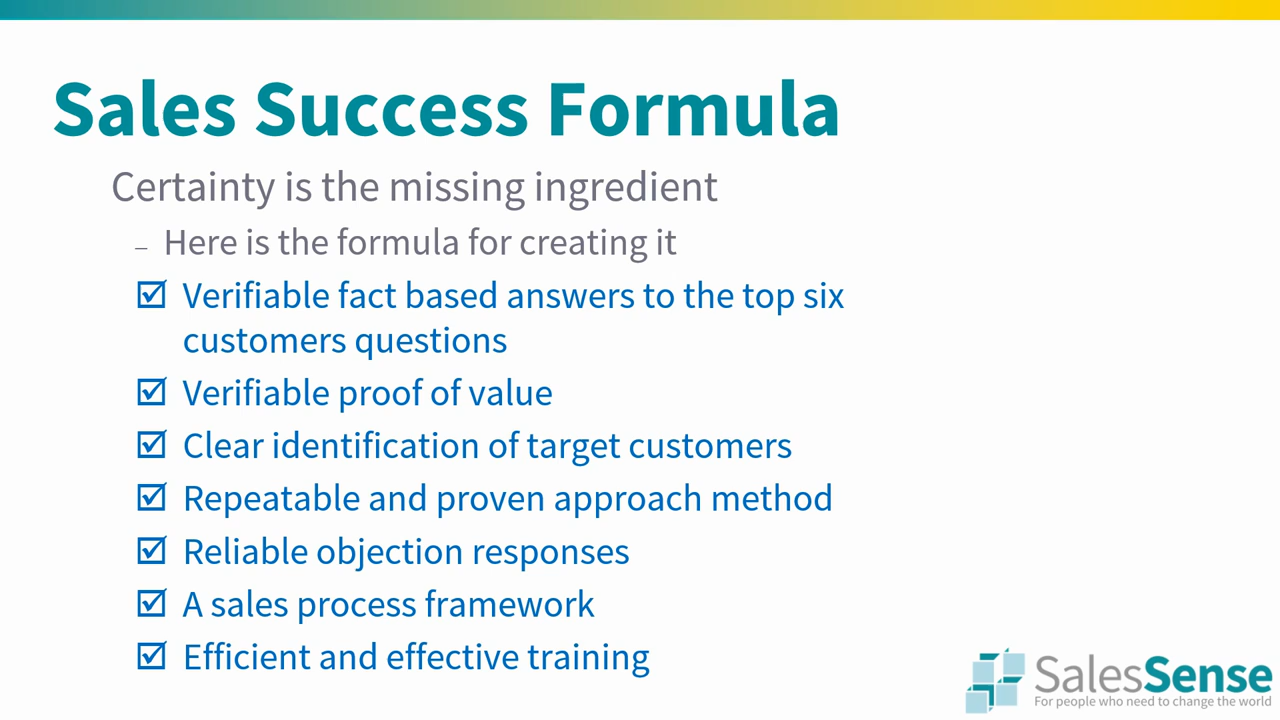 Sales Success Formula
Certainty is the missing ingredient
– Here is the formula for creating it
☑ Verifiable fact based answers to the top six
customers questions
☑ Verifiable proof of value
☑ Clear identification of target customers
☑ Repeatable and proven approach method
☑ Reliable objection responses
☑ A sales process framework
☑ Efficient and effective training
SalesSense
For people who need to change the world